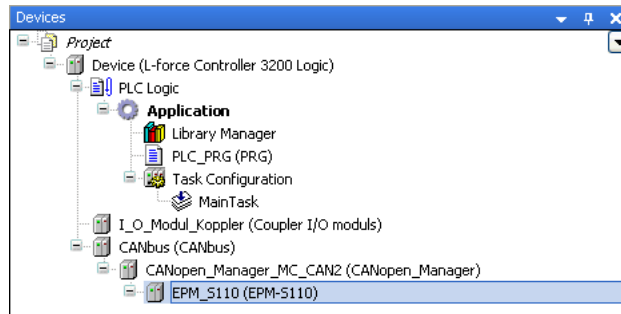 Devices
Project
Device (L-force Controller 3200 Logic)
PLC Logic
Application
Library Manager
PLC_PRG (PRG)
Task Configuration
MainTask
I_O_Modul_Koppler (Coupler I/O moduls)
CANbus (CANbus)
CANopen_Manager_MC_CAN2 (CANopen_Manager)
EPM_S110 (EPM-S110)